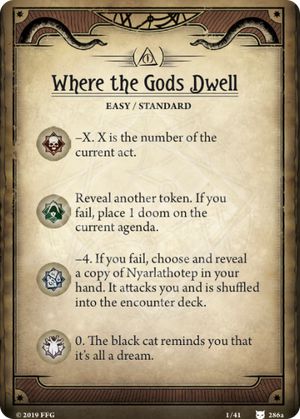 Where the Gods Dwell
EASY / STANDARD
–X. X is the number of the
current act.
Reveal another token. If you
fail, place 1 doom on the
current agenda.
–4. If you fail, choose and reveal
a copy of Nyarlathotep in your
hand. It attacks you and is shuffled
into the encounter deck.
0. The black cat reminds you that
it's all a dream.
© 2019 FFG
1/41
286a